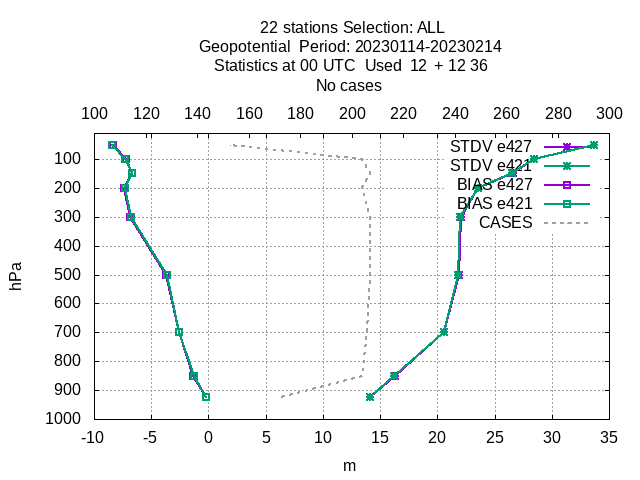 22 stations Selection: ALL
Geopotential  Period: 20230114-20230214
Statistics at 00 UTC  Used  12  + 12 36
No cases
100 120 140 160 180 200 220 240 260 280 300
STDV e427
STDV e421
BIAS e427
BIAS e421
CASES
100
200
300
400
500
600
700
800
900
1000
hPa
-10 -5 0 5 10 15 20 25 30 35
m